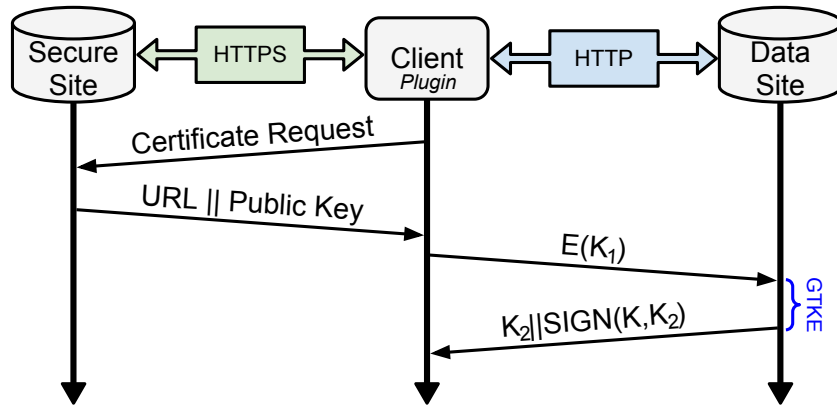 Secure
Site
HTTPS
Client
Plugin
HTTP
Data
Site
Certificate Request
URL || Public Key
E(K₁)
GTKE
K₂||SIGN(K,K₂)